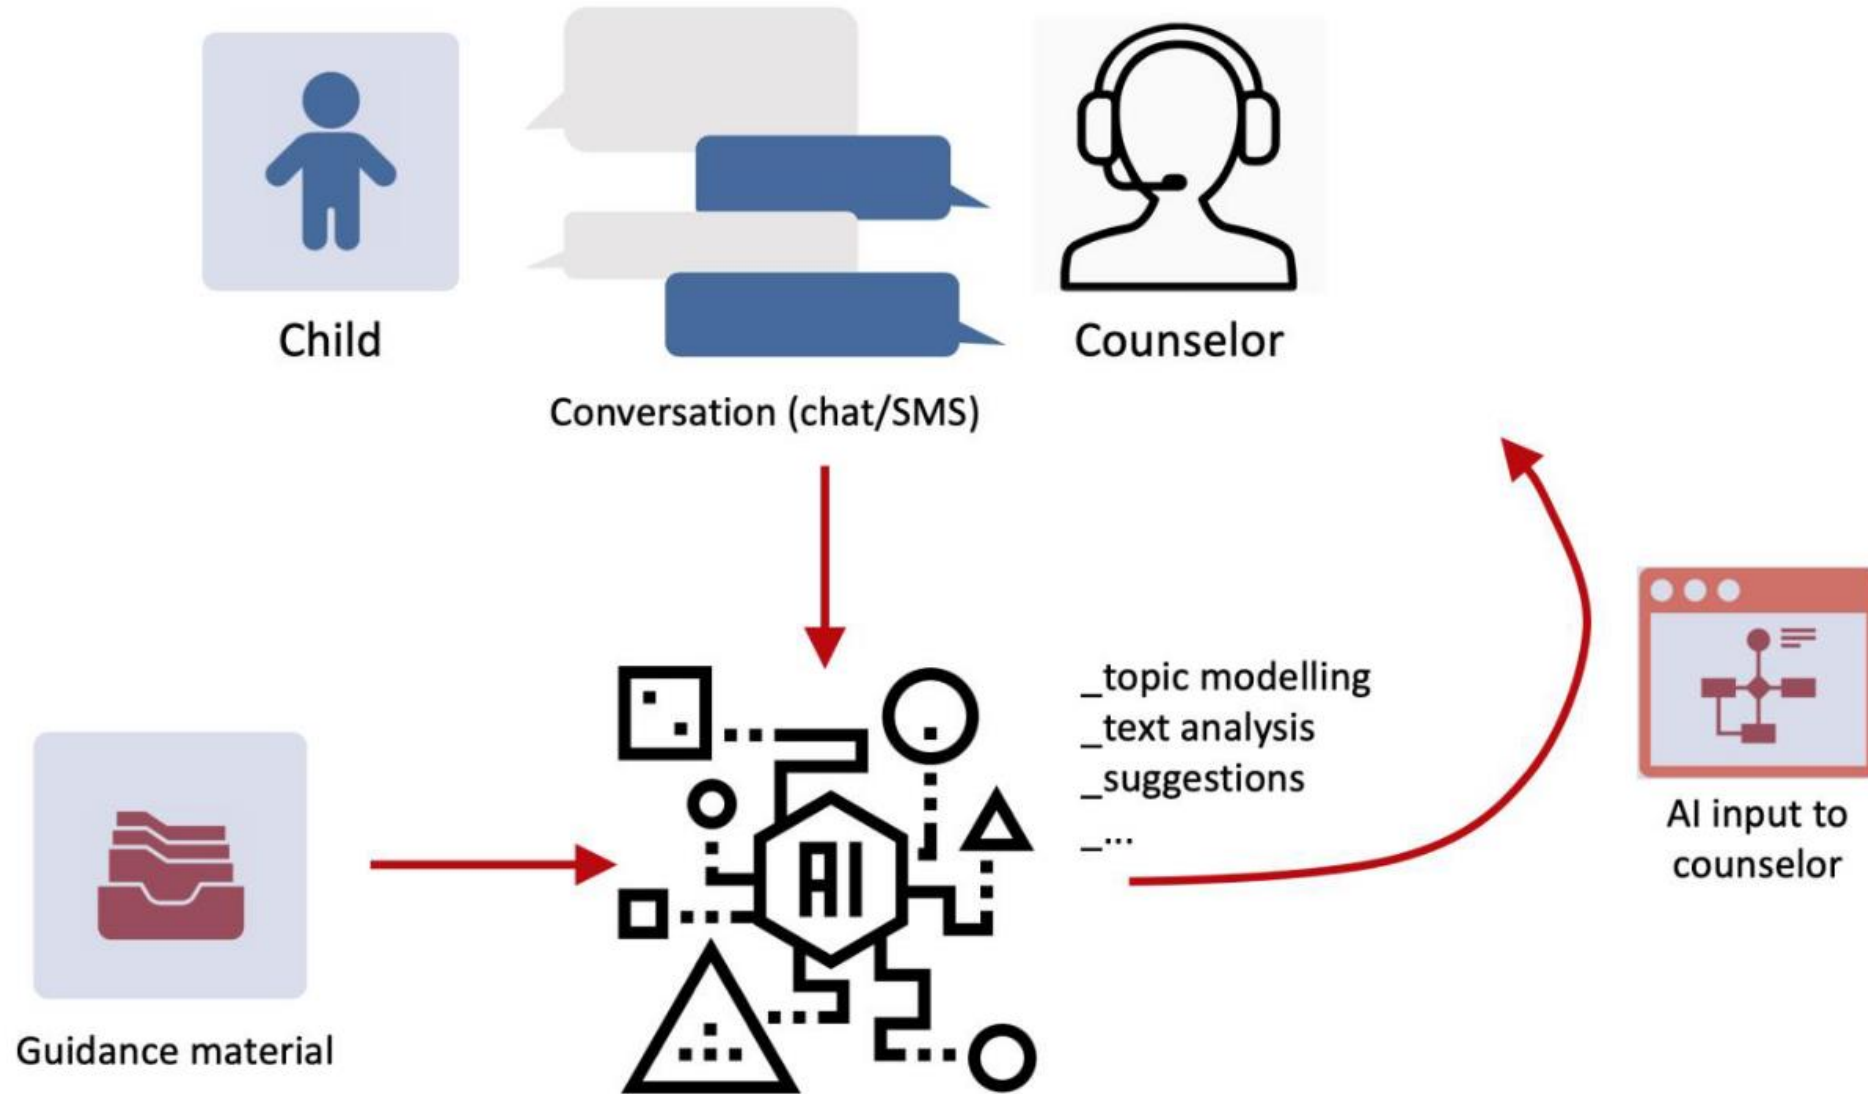 Child
Counselor
Conversation (chat/SMS)
_topic modelling
_text analysis
_suggestions
_...
AI
AI input to
counselor
Guidance material